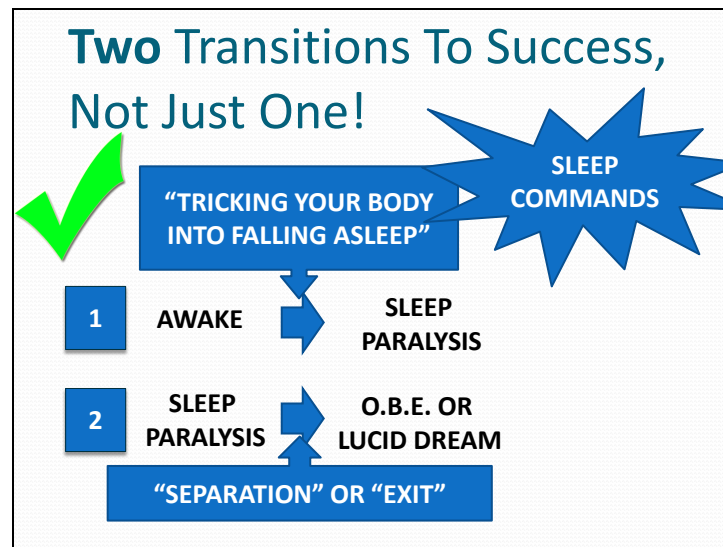 Two Transitions To Success,
Not Just One!
SLEEP
COMMANDS
“TRICKING YOUR BODY
INTO FALLING ASLEEP”
1
AWAKE
SLEEP
PARALYSIS
2
SLEEP
PARALYSIS
O.B.E. OR
LUCID DREAM
“SEPARATION” OR “EXIT”